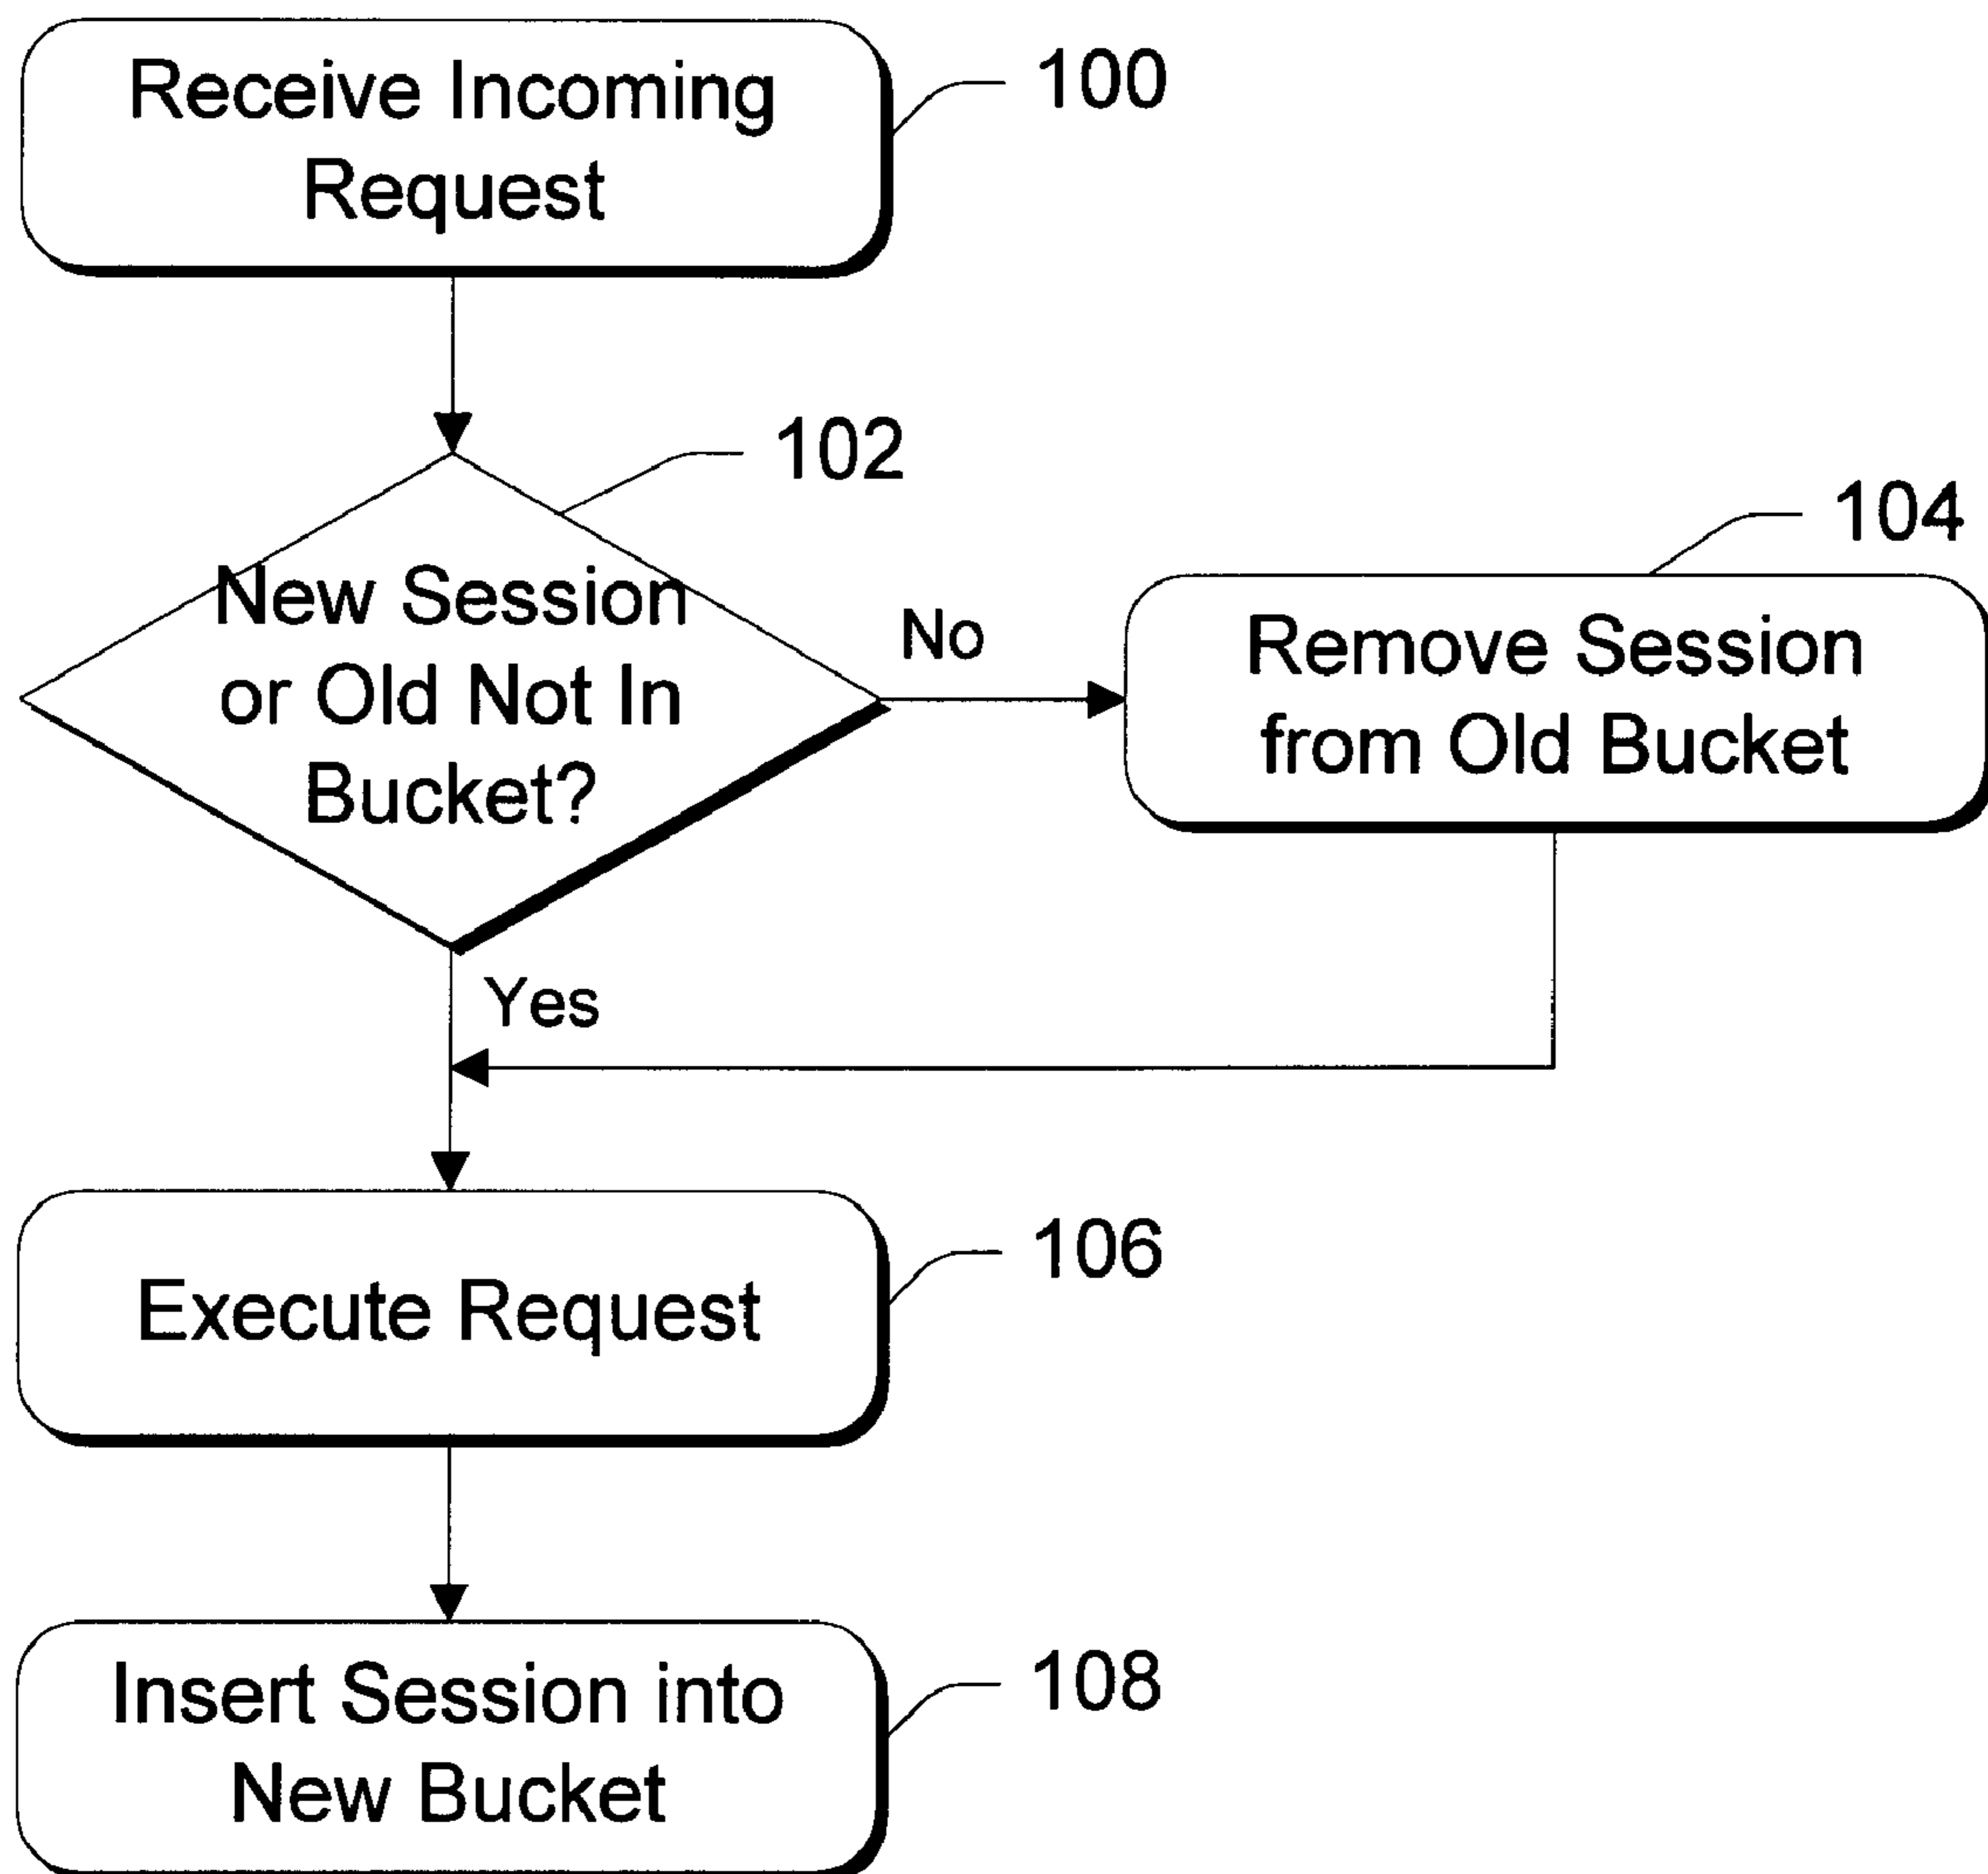 Receive Incoming
Request
100
102
New Session
or Old Not In
Bucket?
No
104
Remove Session
from Old Bucket
Yes
Execute Request
106
Insert Session into
New Bucket
108